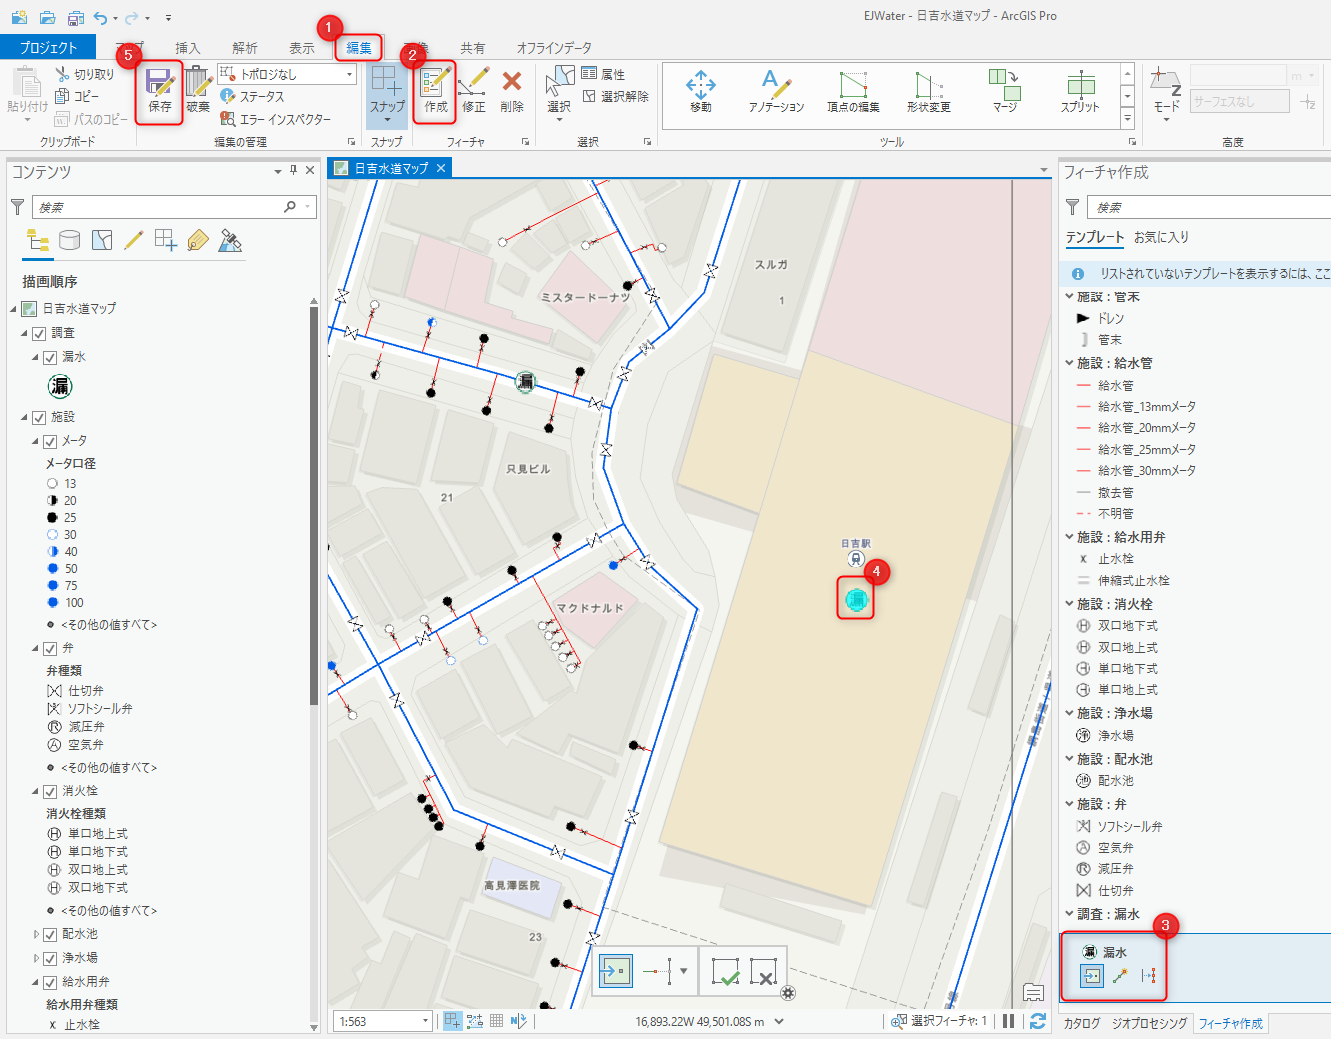 EJWater - 日吉水道マップ - ArcGIS Pro
プロジェクト
挿入
解析
表示
編集
共有
オフラインデータ
1
2
5
貼り付け
切り取り
コピー
パスのコピー
クリップボード
保存
破棄
トポロジなし
ステータス
エラー インスペクター
編集の管理
スナップ
スナップ
作成
修正
削除
フィーチャ
選択
属性
選択解除
選択
移動
アノテーション
頂点の編集
形状変更
マージ
スプリット
ツール
モード
Z
m
サーフェスなし
高度
コンテンツ
検索
描画順序
日吉水道マップ
調査
漏水
漏
施設
メータ
メータ口径
13
20
25
30
40
50
75
100
<その他の値すべて>
弁
弁種類
仕切弁
ソフトシール弁
減圧弁
空気弁
<その他の値すべて>
消火栓
消火栓種類
単口地上式
単口地下式
双口地上式
双口地下式
<その他の値すべて>
配水池
浄水場
給水用弁
給水用弁種類
止水栓
日吉水道マップ
スルガ
1
ミスタードーナツ
漏
只見ビル
21
日吉駅
4
漏
マクドナルド
高見澤医院
23
1:563
16,893.22W 49,501.08S m
選択フィーチャ: 1
フィーチャ作成
検索
テンプレート
お気に入り
リストされていないテンプレートを表示するには、ここ
施設 : 管末
ドレン
管末
施設 : 給水管
給水管
給水管_13mmメータ
給水管_20mmメータ
給水管_25mmメータ
給水管_30mmメータ
撤去管
不明管
施設 : 給水用弁
止水栓
伸縮式止水栓
施設 : 消火栓
双口地下式
双口地上式
単口地下式
単口地上式
施設 : 浄水場
浄水場
施設 : 配水池
配水池
施設 : 弁
ソフトシール弁
空気弁
減圧弁
仕切弁
調査 : 漏水
3
漏 漏水
カタログ
ジオプロセシング
フィーチャ作成